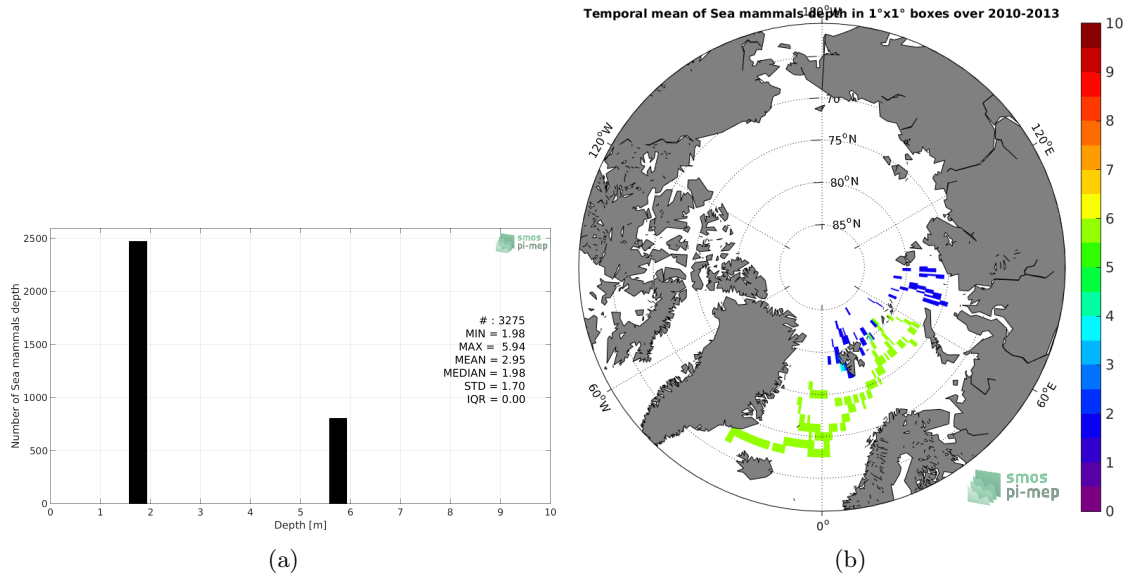 Temporal mean of Sea mammals depth in 1°x1° boxes over 2010-2013
2500
2000
1500
1000
500
0
Number of Sea mammals depth
smos
pi-mep
# : 3275
MIN = 1.98
MAX = 5.94
MEAN = 2.95
MEDIAN = 1.98
STD = 1.70
IQR = 0.00
0 1 2 3 4 5 6 7 8 9 10
Depth [m]
(a)
180°W
120°W
120°E
70°N
75°N
80°N
85°N
60°W
60°E
0°
smos
pi-mep
10
9
8
7
6
5
4
3
2
1
0
(b)